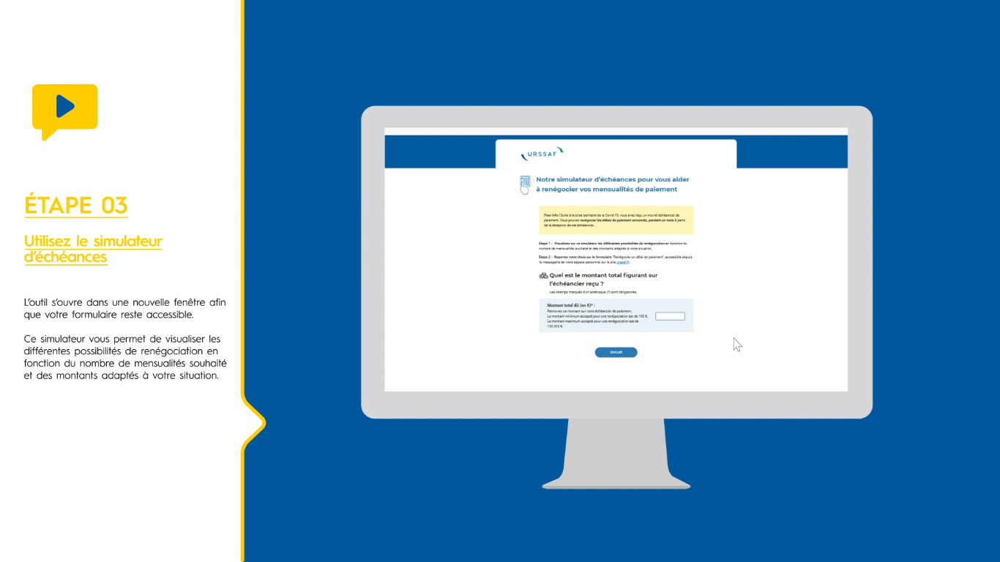 ÉTAPE 03
Utilisez le simulateur
d'échéances
L'outil s'ouvre dans une nouvelle fenêtre afin
que votre formulaire reste accessible.
Ce simulateur vous permet de visualiser les
différentes possibilités de renégociation en
fonction du nombre de mensualités souhaité
et des montants adaptés à votre situation.
URSSAF
Notre simulateur d'échéances pour vous aider
à renégocier vos mensualités de paiement
Pour info ! Suite à la crise sanitaire de la Covid-19, vous avez reçu un nouvel échéancier de
paiement. Vous pouvez renégocier les délais de paiement annoncés, pendant un mois à partir
de la réception de cet échéancier.
Etape 1 - Visualisez sur ce simulateur les différentes possibilités de renégociation en fonction du
nombre de mensualités souhaité et des montants adaptés à votre situation.
Étape 2 - Reportez votre choix sur le formulaire "Renégocier un délai de paiement", accessible depuis
la messagerie de votre espace personnel sur le site urssaf.fr.
Quel est le montant total figurant sur
l'échéancier reçu ?
Les champs marqués d'un astérisque (*) sont obligatoires.
Montant total dû (en €)* :
Retrouvez ce montant sur votre échéancier de paiement.
Le montant minimum accepté pour une renégociation est de 100 €.
Le montant maximum accepté pour une renégociation est de
100 000 €.
SIMULER